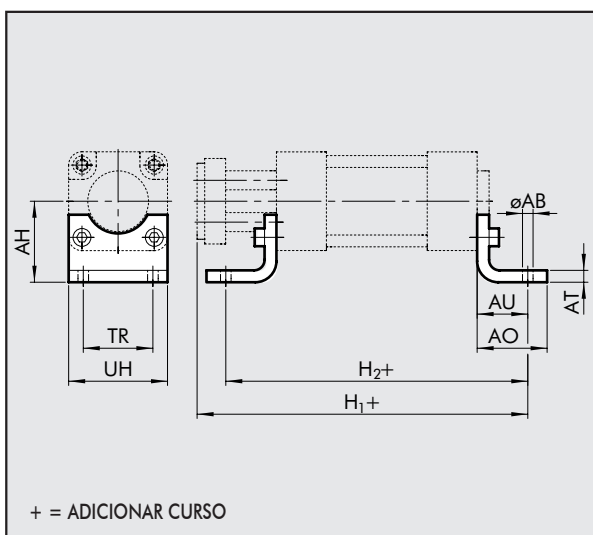 øAB
AH
AU
AT
TR
AO
UH
H₂+
H₁+
+ = ADICIONAR CURSO